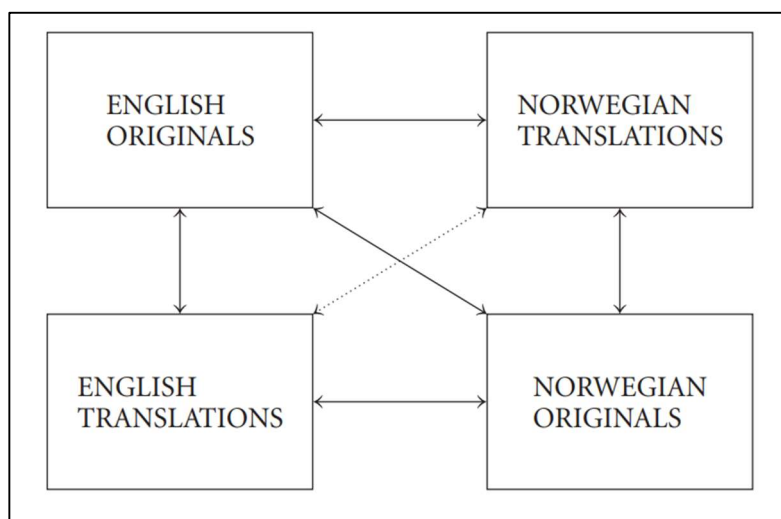 ENGLISH
ORIGINALS
NORWEGIAN
TRANSLATIONS
ENGLISH
TRANSLATIONS
NORWEGIAN
ORIGINALS